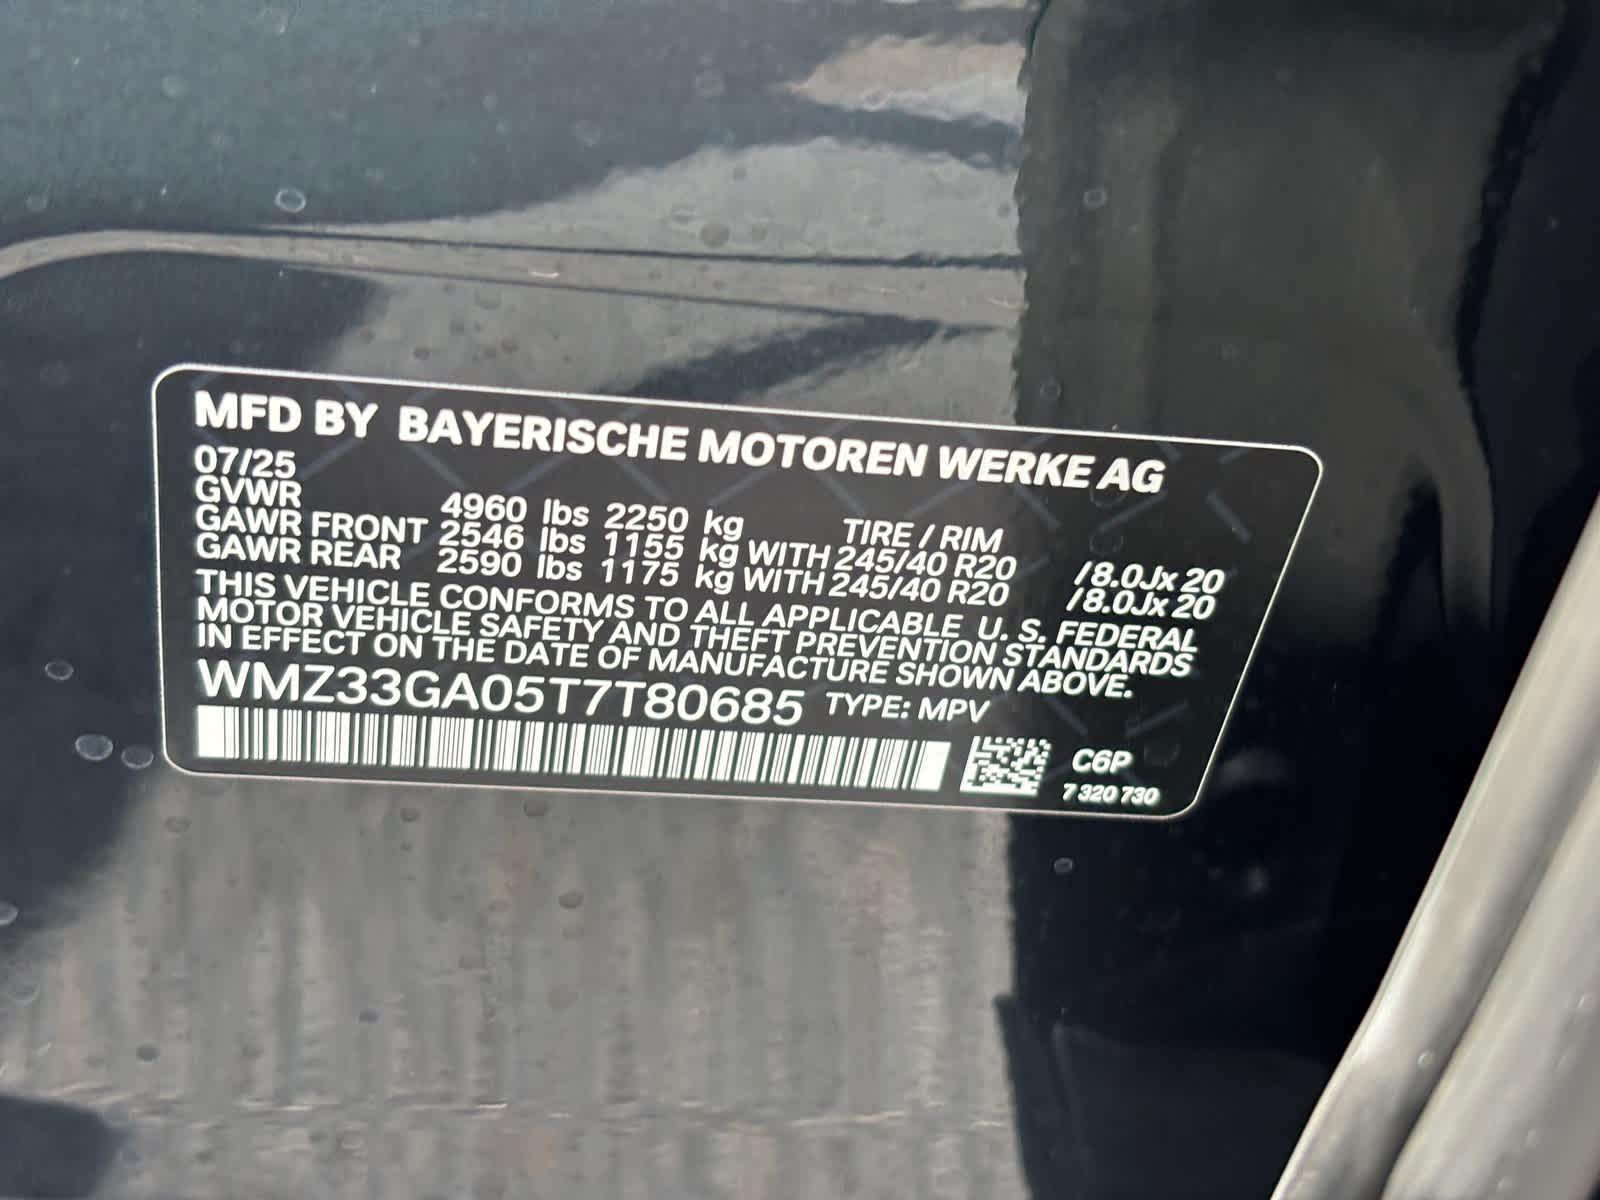 MFD BY BAYERISCHE MOTOREN WERKE AG
07/25
GVWR 4960 lbs 2250 kg TIRE / RIM
GAWR FRONT 2546 lbs 1155 kg WITH 245/40 R20 /8.0Jx 20
GAWR REAR 2590 lbs 1175 kg WITH 245/40 R20 /8.0Jx 20
THIS VEHICLE CONFORMS TO ALL APPLICABLE U. S. FEDERAL
MOTOR VEHICLE SAFETY AND THEFT PREVENTION STANDARDS
IN EFFECT ON THE DATE OF MANUFACTURE SHOWN ABOVE.
WMZ33GA05T7T80685 TYPE: MPV
C6P
7 320 730